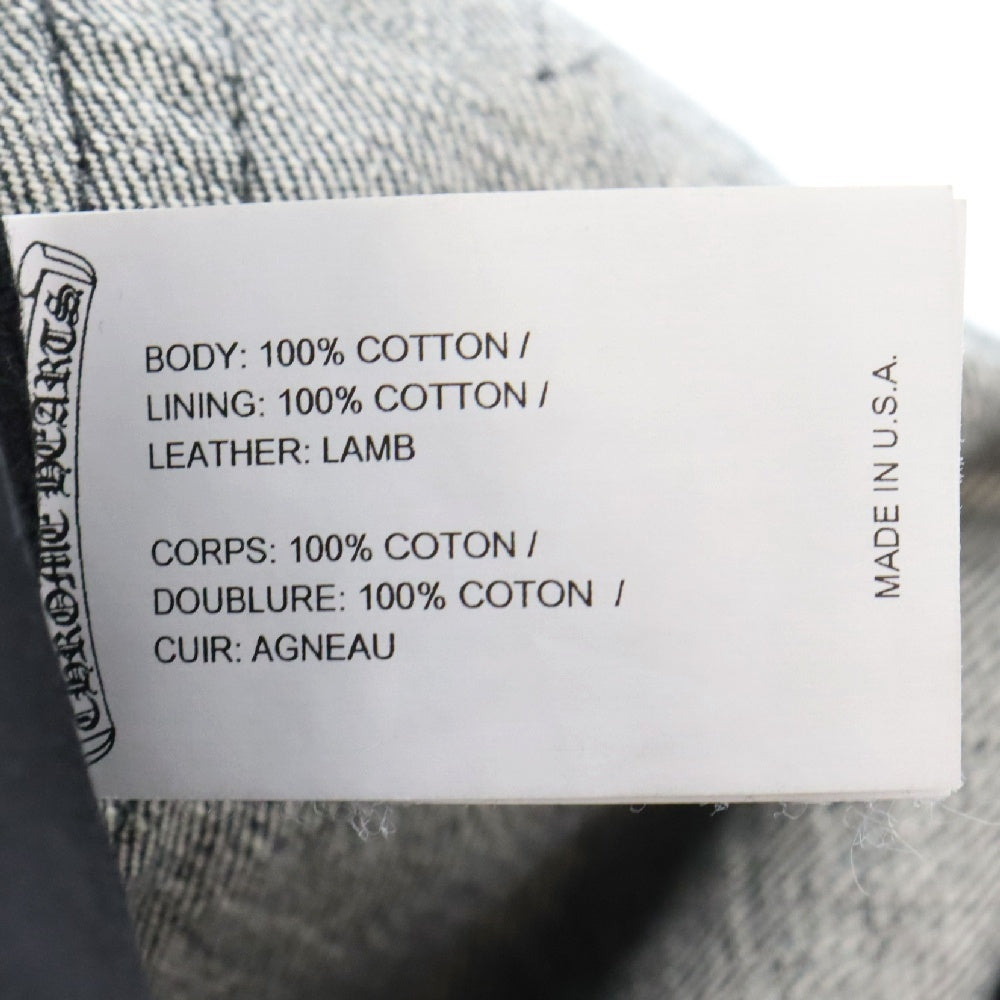 CHROME HEARTS
BODY: 100% COTTON /
LINING: 100% COTTON /
LEATHER: LAMB
CORPS: 100% COTON /
DOUBLURE: 100% COTON /
CUIR: AGNEAU
MADE IN U.S.A.